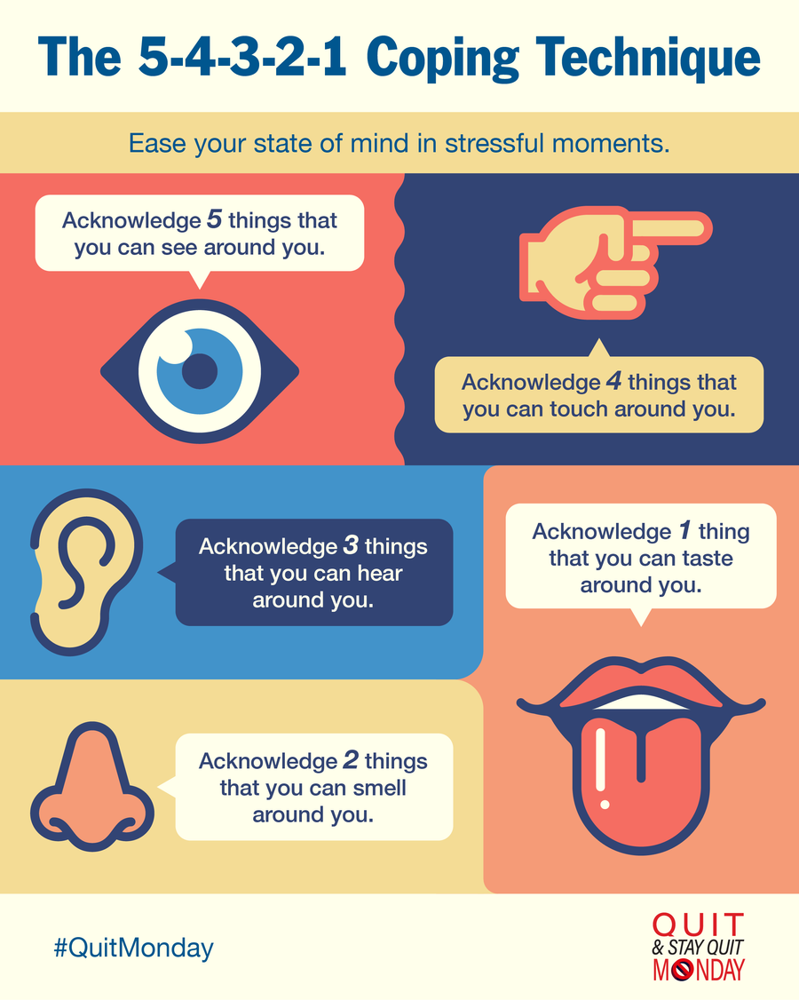 The 5-4-3-2-1 Coping Technique
Ease your state of mind in stressful moments.
Acknowledge 5 things that
you can see around you.
Acknowledge 4 things that
you can touch around you.
Acknowledge 3 things
that you can hear
around you.
Acknowledge 2 things
that you can smell
around you.
Acknowledge 1 thing
that you can taste
around you.
#QuitMonday
QUIT
& STAY QUIT
MONDAY